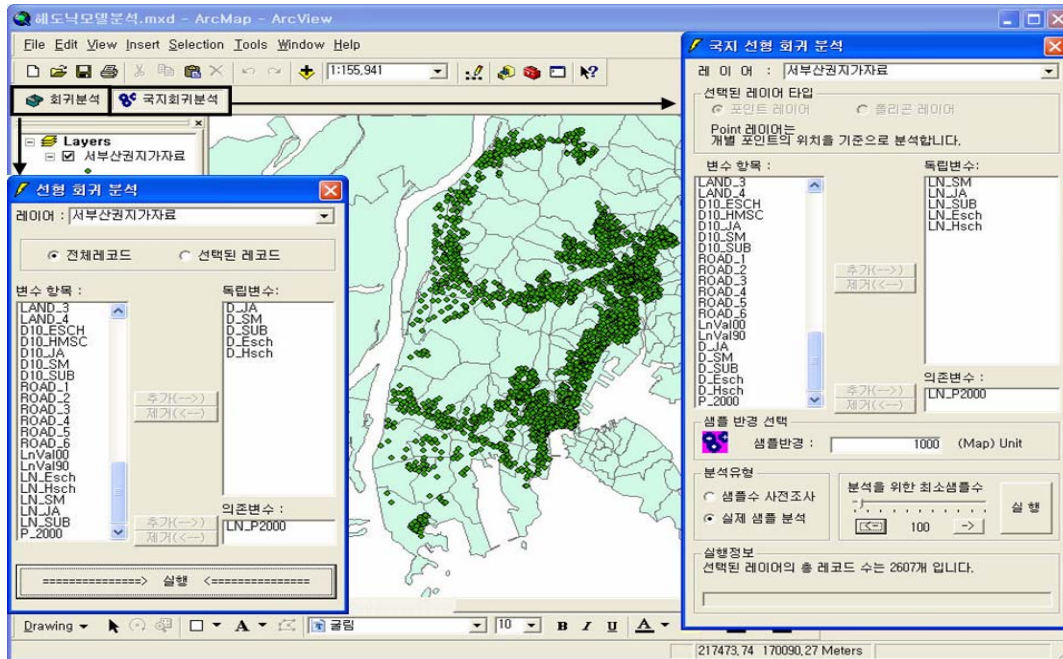 헤도닉모델분석.mxd - ArcMap - ArcView
File Edit View Insert Selection Tools Window Help
1:155,941
회귀분석 국지회귀분석
Layers
서부산권지가자료
선형 회귀 분석
레이어 : 서부산권지가자료
전체레코드 선택된 레코드
변수 항목 :
LAND_3
LAND_4
D10_ESCH
D10_HMSC
D10_JA
D10_SM
D10_SUB
ROAD_1
ROAD_2
ROAD_3
ROAD_4
ROAD_5
ROAD_6
LnVal00
LnVal90
LN_Esch
LN_Hsch
LN_SM
LN_JA
LN_SUB
P_2000
독립변수:
D_JA
D_SM
D_SUB
D_Esch
D_Hsch
추가(-->)
제거(<--)
의존변수 :
추가(-->)
제거(<--)
LN_P2000
===============> 실행 <===============
국지 선형 회귀 분석
레 이 어 : 서부산권지가자료
선택된 레이어 타입
포인트 레이어 폴리곤 레이어
Point 레이어는
개별 포인트의 위치를 기준으로 분석합니다.
변수 항목 :
LAND_3
LAND_4
D10_ESCH
D10_HMSC
D10_JA
D10_SM
D10_SUB
ROAD_1
ROAD_2
ROAD_3
ROAD_4
ROAD_5
ROAD_6
LnVal00
LnVal90
D_JA
D_SM
D_SUB
D_Esch
D_Hsch
P_2000
독립변수:
LN_SM
LN_JA
LN_SUB
LN_Esch
LN_Hsch
추가(-->)
제거(<--)
의존변수 :
추가(-->)
제거(<--)
LN_P2000
샘플 반경 선택
샘플반경 : 1000 (Map) Unit
분석유형
샘플수 사전조사
실제 샘플 분석
분석을 위한 최소샘플수
(<-) 100 ->
실 행
실행정보
선택된 레이어의 총 레코드 수는 2607개 입니다.
Drawing A 굴림 10 B I U A
217473,74 170090,27 Meters